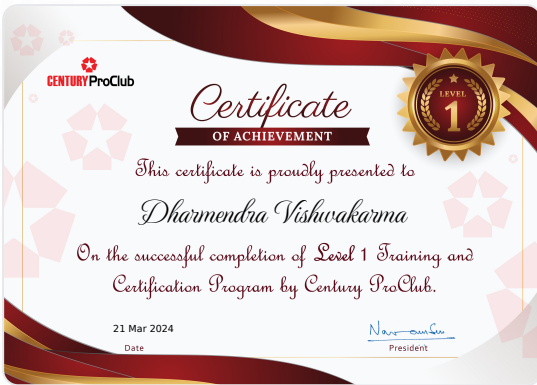 CENTURY ProClub
LEVEL
1
Certificate
OF ACHIEVEMENT
This certificate is proudly presented to
Dharmendra Vishwakarma
On the successful completion of Level 1 Training and
Certification Program by Century ProClub.
21 Mar 2024
Date
President